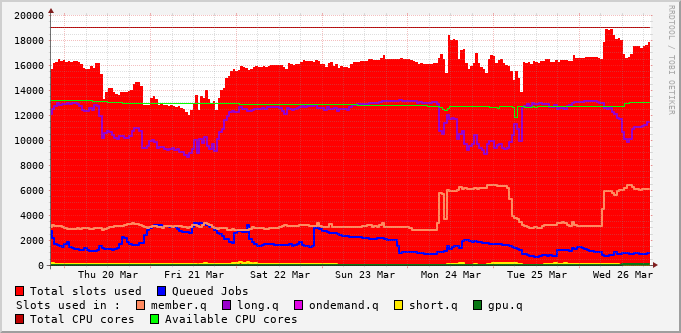 RRDTOOL / TOBI OETIKER
20000
18000
16000
14000
12000
10000
8000
6000
4000
2000
0
Thu 20 Mar Fri 21 Mar Sat 22 Mar Sun 23 Mar Mon 24 Mar Tue 25 Mar Wed 26 Mar
Total slots used Queued Jobs
Slots used in : member.q long.q ondemand.q short.q gpu.q
Total CPU cores Available CPU cores